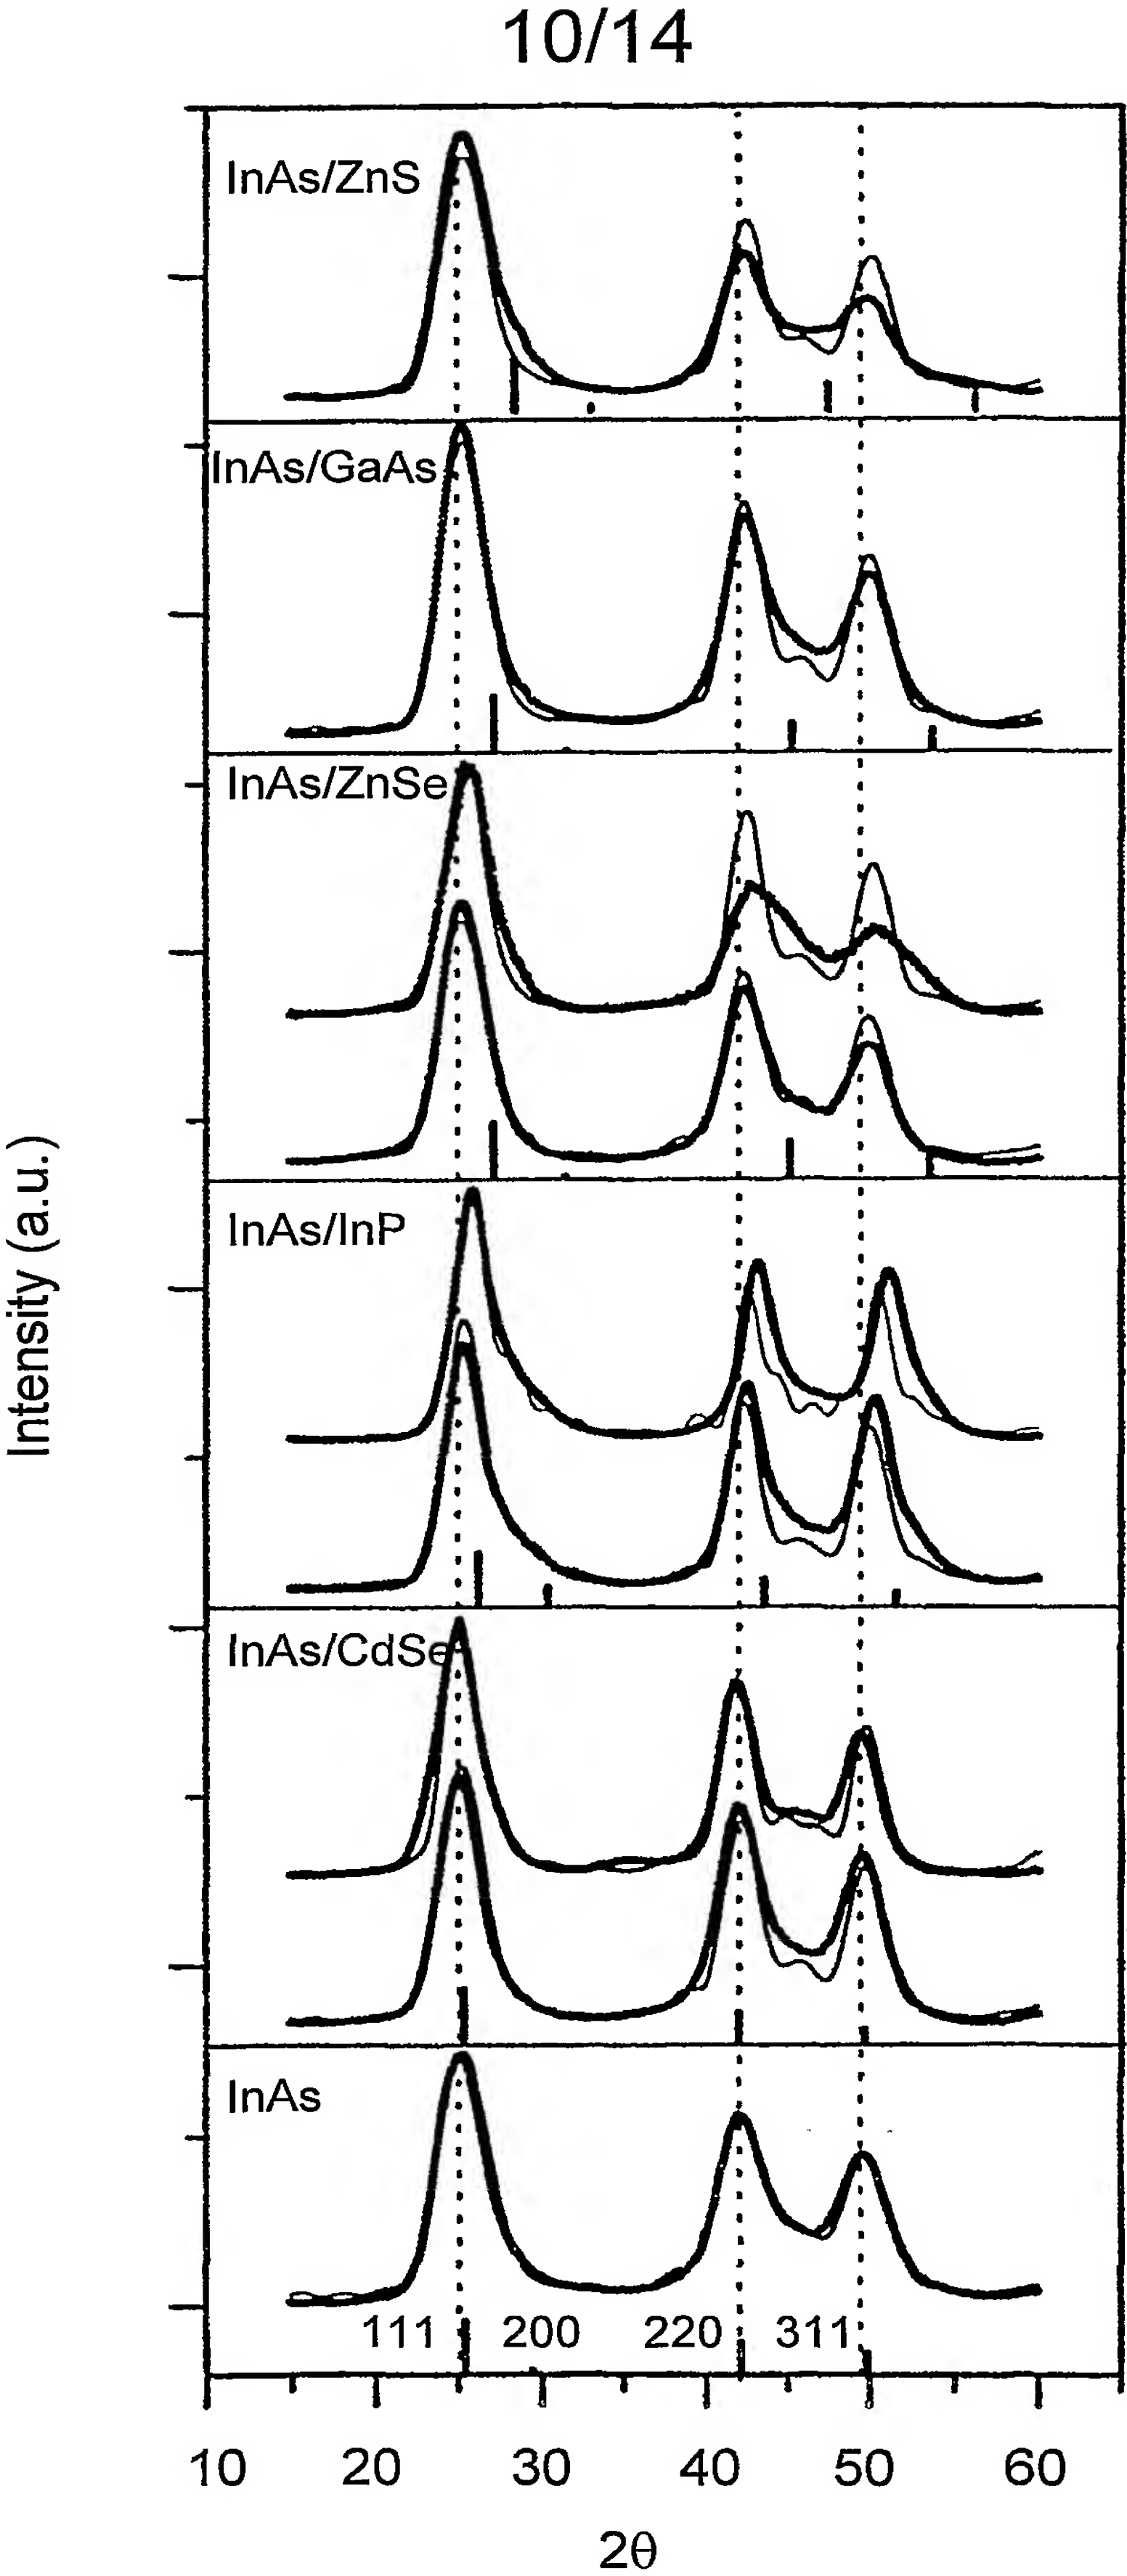 10/14
InAs/ZnS
InAs/GaAs
InAs/ZnSe
InAs/InP
InAs/CdSe
InAs
111 200 220 311
10 20 30 40 50 60
2θ
Intensity (a.u.)